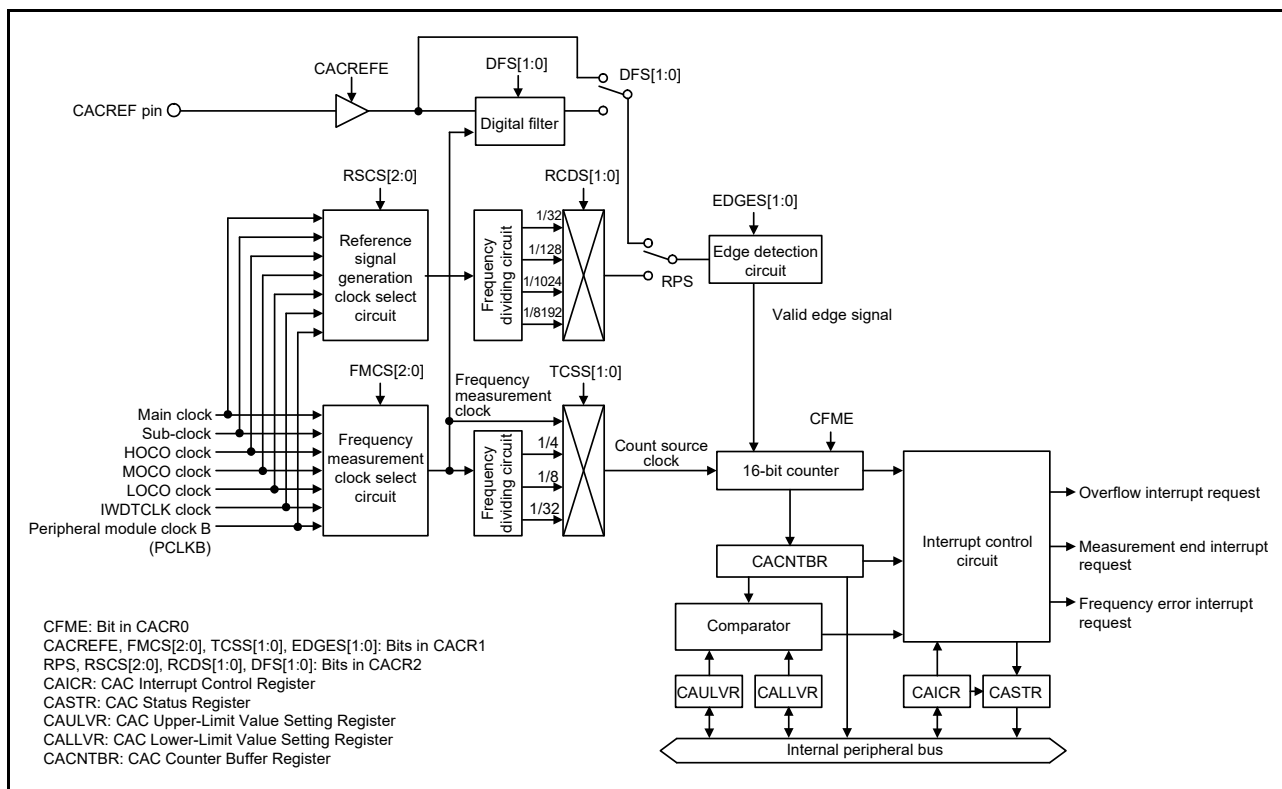 CACREFE
DFS[1:0]
DFS[1:0]
CACREF pin
Digital filter
RSCS[2:0]
RCDS[1:0]
EDGES[1:0]
Reference
signal
generation
clock select
circuit
Frequency
dividing circuit
1/32
1/128
1/1024
1/8192
RPS
Edge detection
circuit
Valid edge signal
FMCS[2:0]
Frequency
measurement
clock
TCSS[1:0]
Main clock
Sub-clock
HOCO clock
MOCO clock
LOCO clock
IWDTCLK clock
Peripheral module clock B
(PCLKB)
Frequency
measurement
clock select
circuit
Frequency
dividing circuit
1/4
1/8
1/32
Count source
clock
CFME
16-bit counter
CACNTBR
Comparator
CAULVR
CALLVR
Interrupt control
circuit
CAICR
CASTR
Overflow interrupt request
Measurement end interrupt
request
Frequency error interrupt
request
Internal peripheral bus
CFME: Bit in CACR0
CACREFE, FMCS[2:0], TCSS[1:0], EDGES[1:0]: Bits in CACR1
RPS, RSCS[2:0], RCDS[1:0], DFS[1:0]: Bits in CACR2
CAICR: CAC Interrupt Control Register
CASTR: CAC Status Register
CAULVR: CAC Upper-Limit Value Setting Register
CALLVR: CAC Lower-Limit Value Setting Register
CACNTBR: CAC Counter Buffer Register